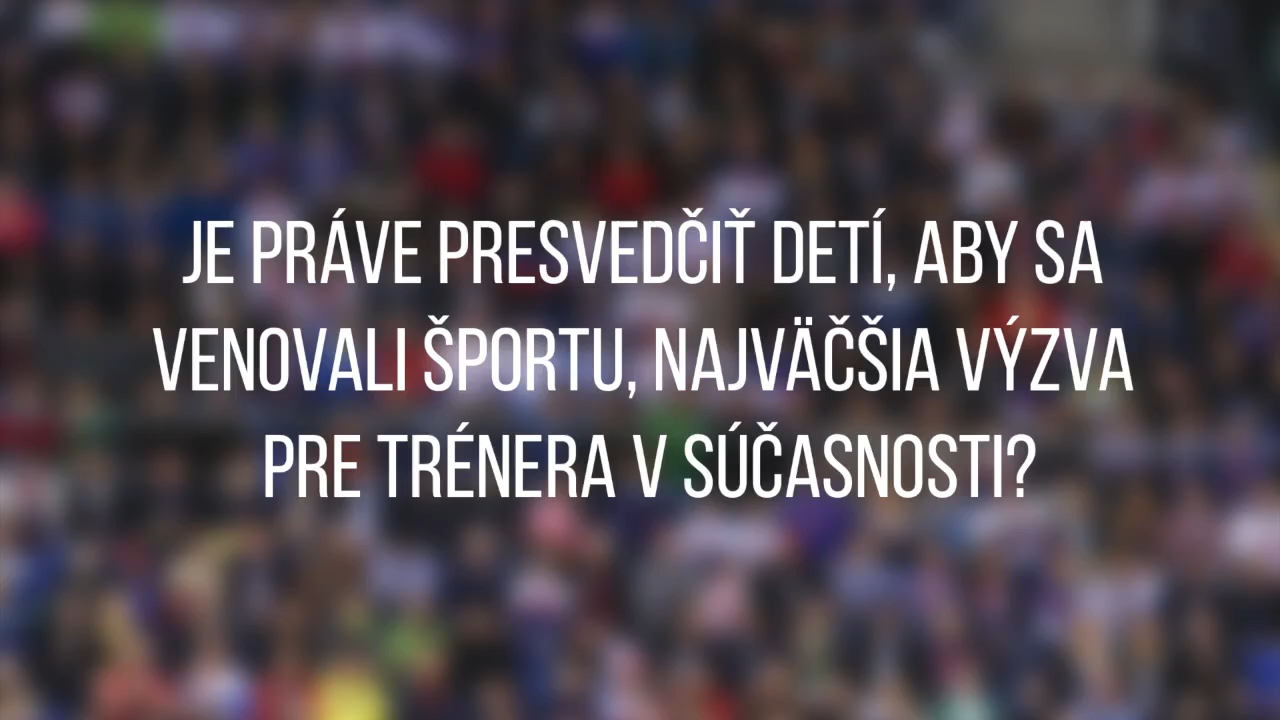 JE PRÁVE PRESVEDČIŤ DETÍ, ABY SA
VENOVALI ŠPORTU, NAJVÄČŠIA VÝZVA
PRE TRÉNERA V SÚČASNOSTI?